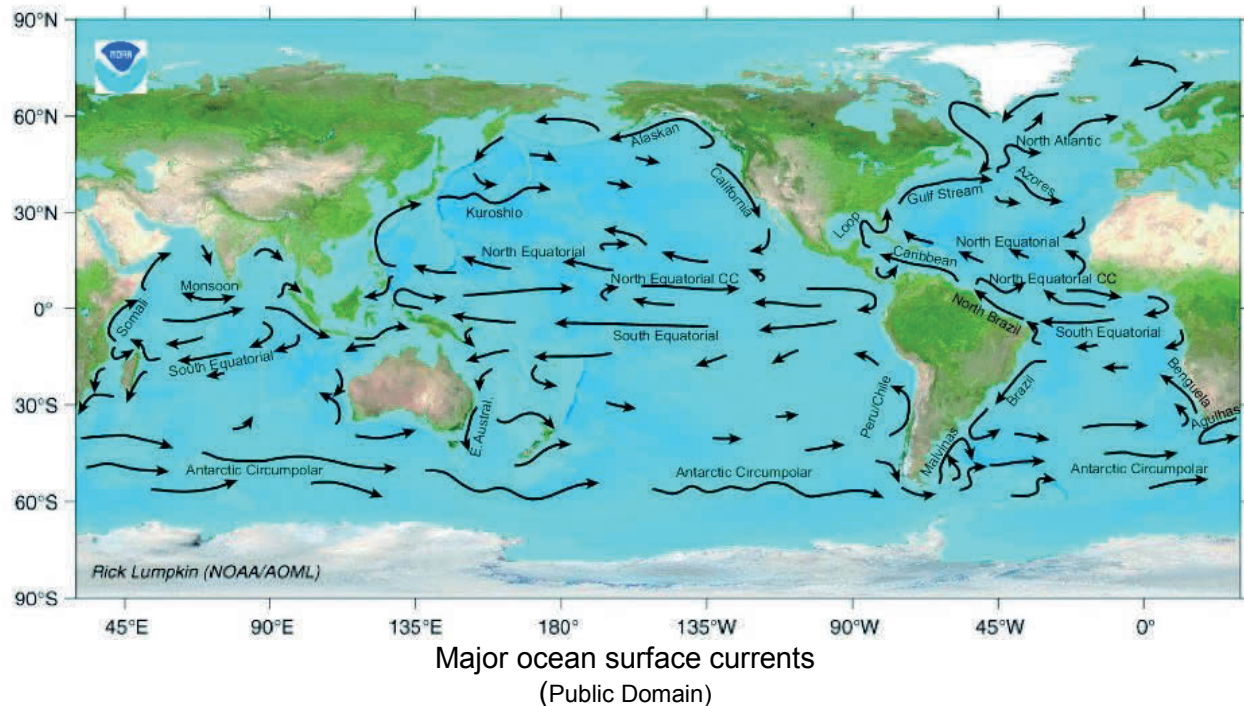 90°N
NOAA
60°N
Alaskan
North Atlantic
California
Azores
Gulf Stream
30°N
Kuroshio
Loop
North Equatorial
North Equatorial
Caribbean
Monsoon
North Equatorial CC
North Equatorial CC
0°
Somali
North Brazil
South Equatorial
South Equatorial
South Equatorial
Benguela
Brazil
30°S
Peru/Chile
Agulhas
E. Austral.
Malvinas
Antarctic Circumpolar
Antarctic Circumpolar
Antarctic Circumpolar
60°S
Rick Lumpkin (NOAA/AOML)
90°S
45°E 90°E 135°E 180° 135°W 90°W 45°W 0°
Major ocean surface currents
(Public Domain)